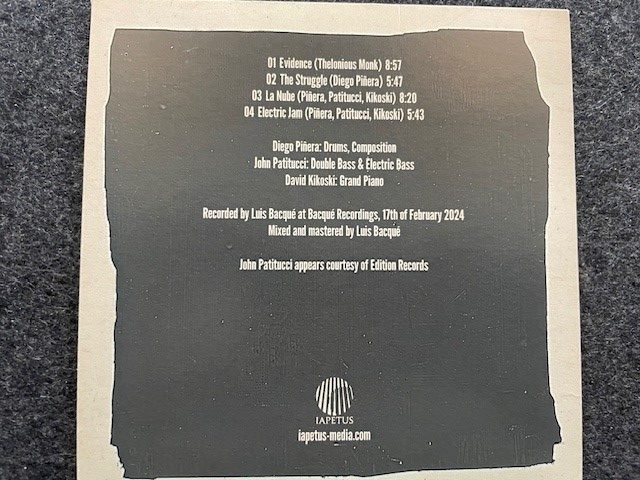 01 Evidence (Thelonious Monk) 8:57
02 The Struggle (Diego Piñera) 5:47
03 La Nube (Piñera, Patitucci, Kikoski) 8:20
04 Electric Jam (Piñera, Patitucci, Kikoski) 5:43
Diego Piñera: Drums, Composition
John Patitucci: Double Bass & Electric Bass
David Kikoski: Grand Piano
Recorded by Luis Bacqué at Bacqué Recordings, 17th of February 2024
Mixed and mastered by Luis Bacqué
John Patitucci appears courtesy of Edition Records
IAPETUS
iapetus-media.com